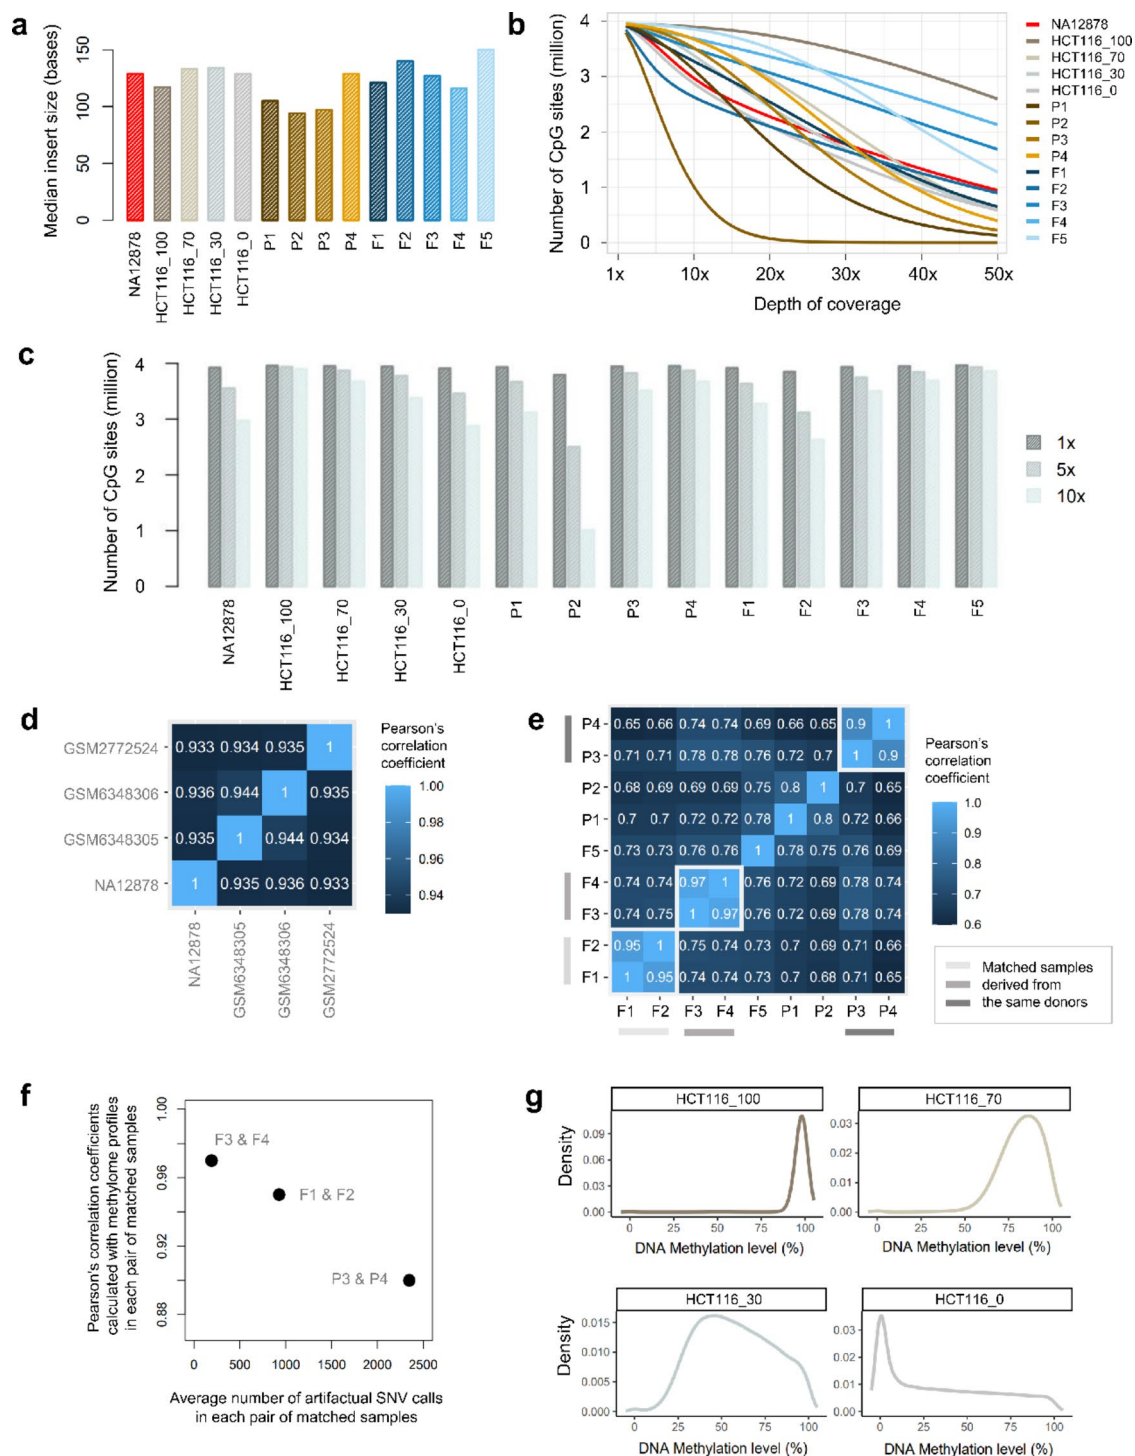 a
Median insert size (bases)
150
100
50
0
NA12878
HCT116_100
HCT116_70
HCT116_30
HCT116_0
P1
P2
P3
P4
F1
F2
F3
F4
F5
b
Number of CpG sites (million)
4
3
2
1
0
1x 10x 20x 30x 40x 50x
Depth of coverage
NA12878
HCT116_100
HCT116_70
HCT116_30
HCT116_0
P1
P2
P3
P4
F1
F2
F3
F4
F5
c
Number of CpG sites (million)
4
3
2
1
0
NA12878
HCT116_100
HCT116_70
HCT116_30
HCT116_0
P1
P2
P3
P4
F1
F2
F3
F4
F5
1x
5x
10x
d
GSM2772524 0.933 0.934 0.935 1
GSM6348306 0.936 0.944 1 0.935
GSM6348305 0.935 1 0.944 0.934
NA12878 1 0.935 0.936 0.933
NA12878
GSM6348305
GSM6348306
GSM2772524
Pearson's
correlation
coefficient
1.00
0.98
0.96
0.94
e
P4 0.65 0.66 0.74 0.74 0.69 0.66 0.65 0.9 1
P3 0.71 0.71 0.78 0.78 0.76 0.72 0.7 1 0.9
P2 0.68 0.69 0.69 0.69 0.75 0.8 1 0.7 0.65
P1 0.7 0.7 0.72 0.72 0.78 1 0.8 0.72 0.66
F5 0.73 0.73 0.76 0.76 1 0.78 0.75 0.76 0.69
F4 0.74 0.74 0.97 1 0.76 0.72 0.69 0.78 0.74
F3 0.74 0.75 1 0.97 0.76 0.72 0.69 0.78 0.74
F2 0.95 1 0.75 0.74 0.73 0.7 0.69 0.71 0.66
F1 1 0.95 0.74 0.74 0.73 0.7 0.68 0.71 0.65
F1 F2 F3 F4 F5 P1 P2 P3 P4
Pearson's
correlation
coefficient
1.0
0.9
0.8
0.7
0.6
Matched samples
derived from
the same donors
f
Pearson's correlation coefficients
calculated with methylome profiles
in each pair of matched samples
1.00
0.96
0.92
0.88
F3 & F4
F1 & F2
P3 & P4
0 500 1000 1500 2000 2500
Average number of artifactual SNV calls
in each pair of matched samples
g
HCT116_100
Density
0.09
0.06
0.03
0.00
0 25 50 75 100
DNA Methylation level (%)
HCT116_70
0.03
0.02
0.01
0.00
0 25 50 75 100
DNA Methylation level (%)
HCT116_30
Density
0.015
0.010
0.005
0.000
0 25 50 75 100
DNA Methylation level (%)
HCT116_0
0.03
0.02
0.01
0.00
0 25 50 75 100
DNA Methylation level (%)